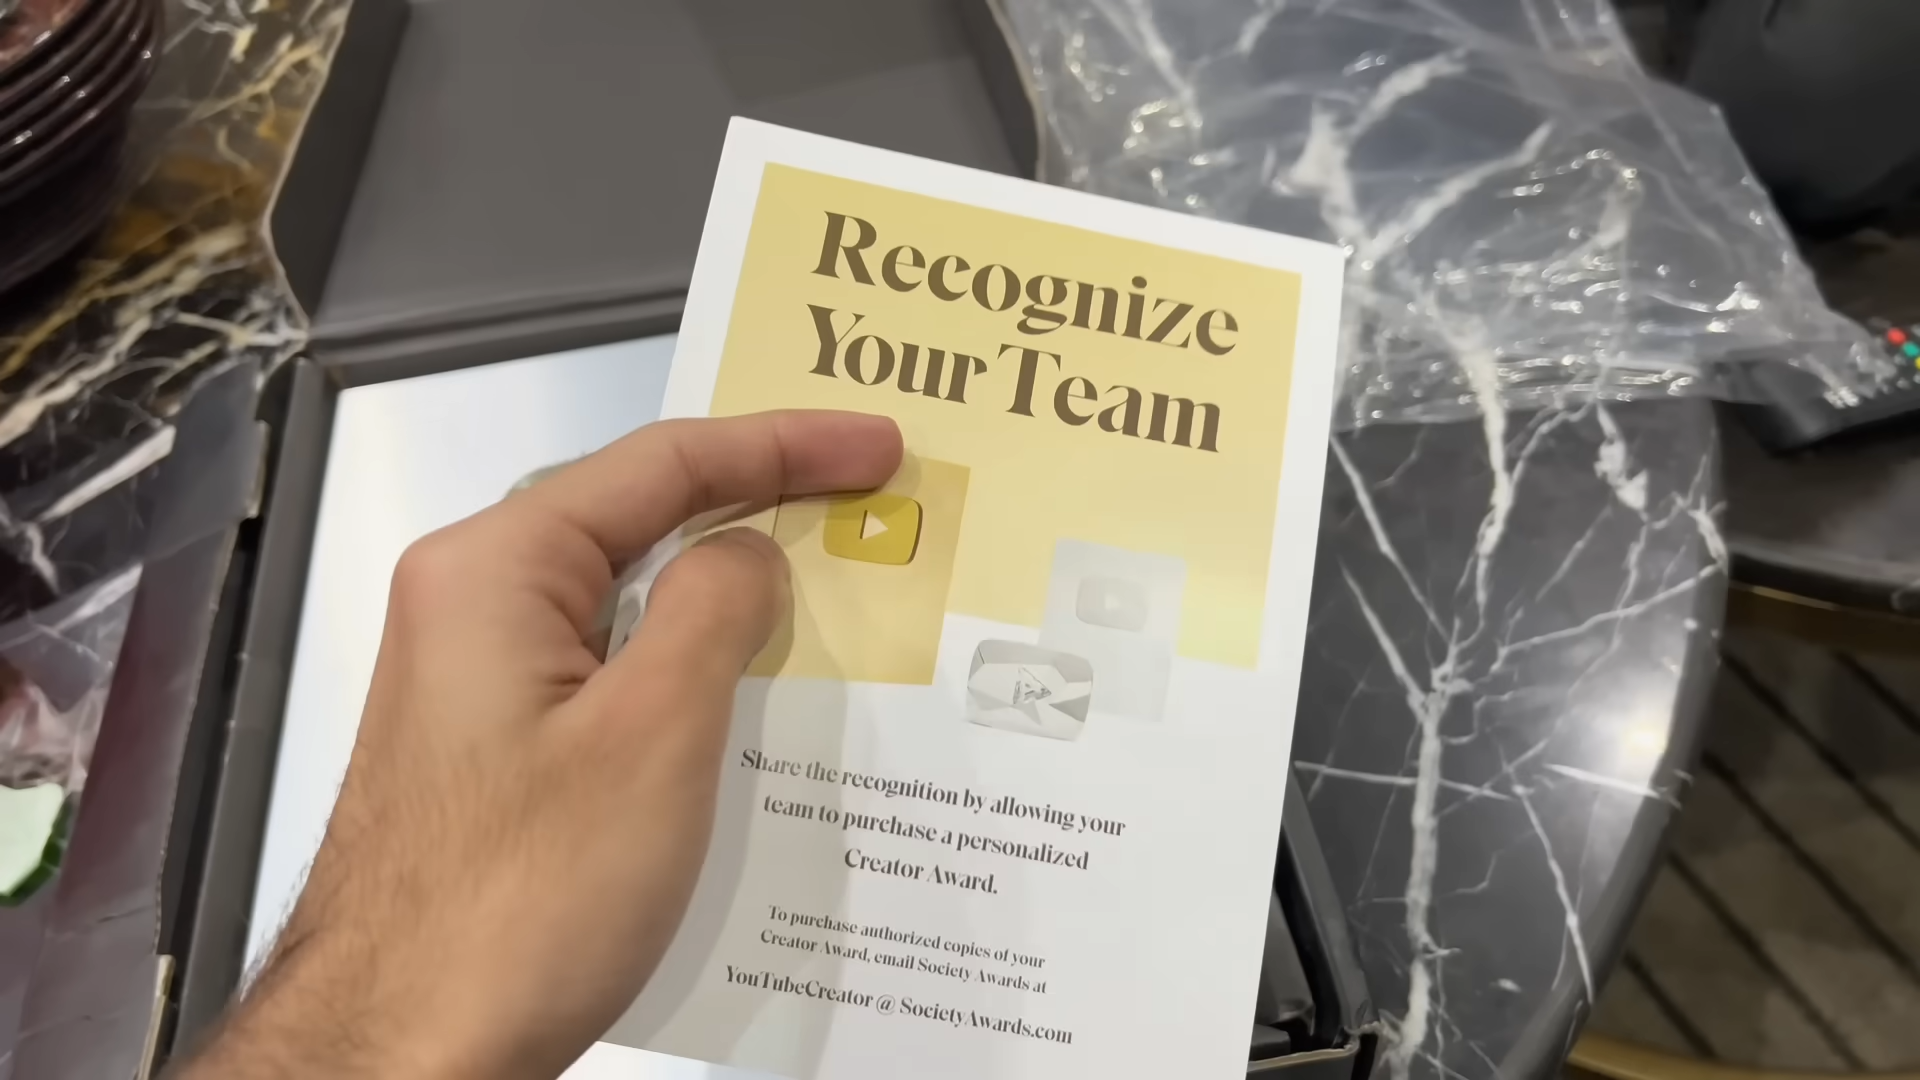 Recognize
Your Team
Share the recognition by allowing your
team to purchase a personalized
Creator Award.
To purchase authorized copies of your
Creator Award, email Society Awards at
YouTubeCreator @ SocietyAwards.com